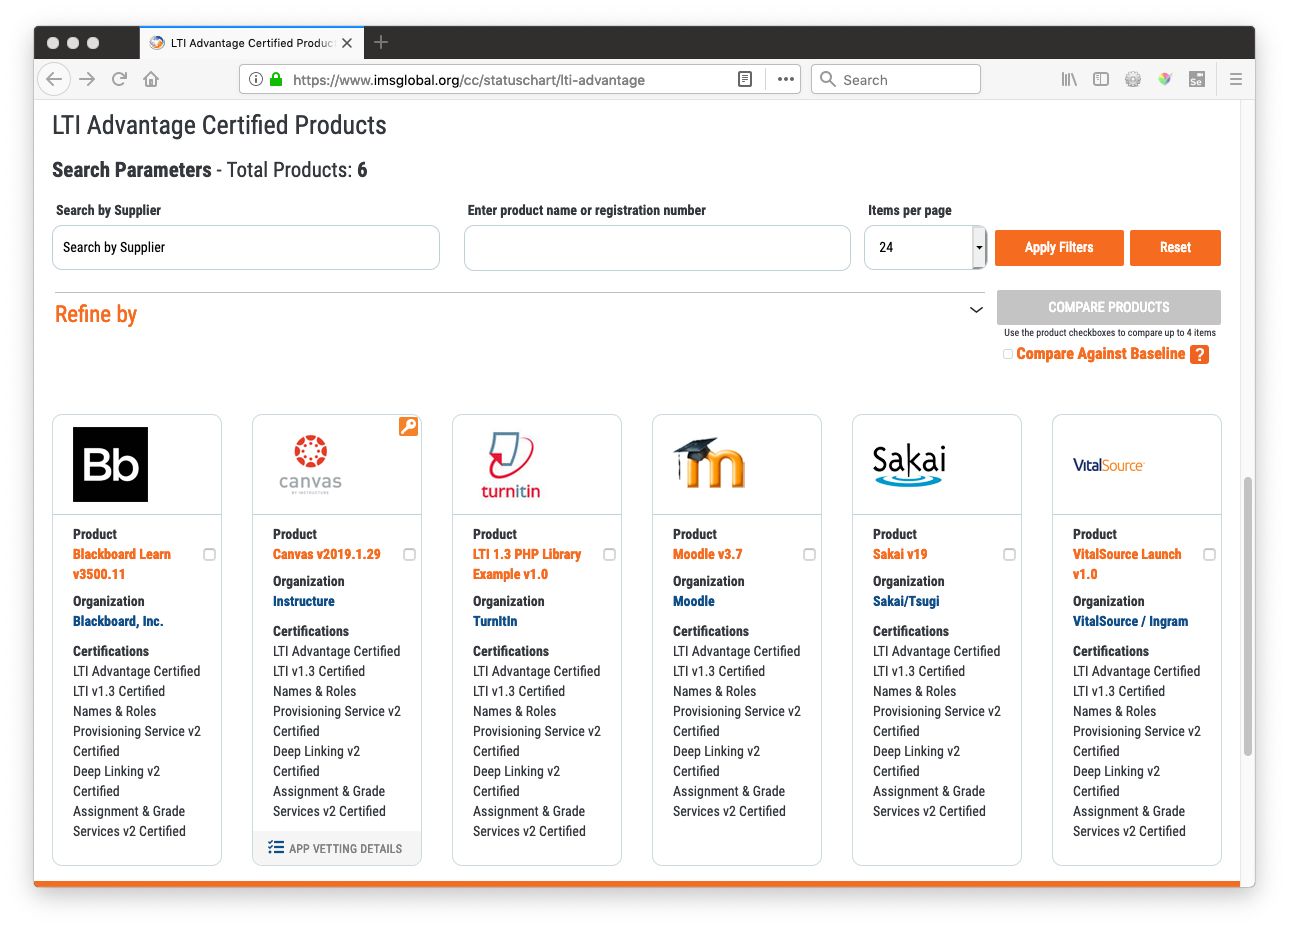 LTI Advantage Certified Produc
https://www.imsglobal.org/cc/statuschart/lti-advantage
Search
Se
LTI Advantage Certified Products
Search Parameters - Total Products: 6
Search by Supplier
Enter product name or registration number
Items per page
Search by Supplier
24
Apply Filters
Reset
Refine by
COMPARE PRODUCTS
Use the product checkboxes to compare up to 4 items
Compare Against Baseline ?
Bb
Product
Blackboard Learn
v3500.11
Organization
Blackboard, Inc.
Certifications
LTI Advantage Certified
LTI v1.3 Certified
Names & Roles
Provisioning Service v2
Certified
Deep Linking v2
Certified
Assignment & Grade
Services v2 Certified
canvas
BY INSTRUCTURE
Product
Canvas v2019.1.29
Organization
Instructure
Certifications
LTI Advantage Certified
LTI v1.3 Certified
Names & Roles
Provisioning Service v2
Certified
Deep Linking v2
Certified
Assignment & Grade
Services v2 Certified
APP VETTING DETAILS
turnitin
Product
LTI 1.3 PHP Library
Example v1.0
Organization
TurnItIn
Certifications
LTI Advantage Certified
LTI v1.3 Certified
Names & Roles
Provisioning Service v2
Certified
Deep Linking v2
Certified
Assignment & Grade
Services v2 Certified
m
Product
Moodle v3.7
Organization
Moodle
Certifications
LTI Advantage Certified
LTI v1.3 Certified
Names & Roles
Provisioning Service v2
Certified
Deep Linking v2
Certified
Assignment & Grade
Services v2 Certified
Sakai
Product
Sakai v19
Organization
Sakai/Tsugi
Certifications
LTI Advantage Certified
LTI v1.3 Certified
Names & Roles
Provisioning Service v2
Certified
Deep Linking v2
Certified
Assignment & Grade
Services v2 Certified
VitalSource
Product
VitalSource Launch
v1.0
Organization
VitalSource / Ingram
Certifications
LTI Advantage Certified
LTI v1.3 Certified
Names & Roles
Provisioning Service v2
Certified
Deep Linking v2
Certified
Assignment & Grade
Services v2 Certified